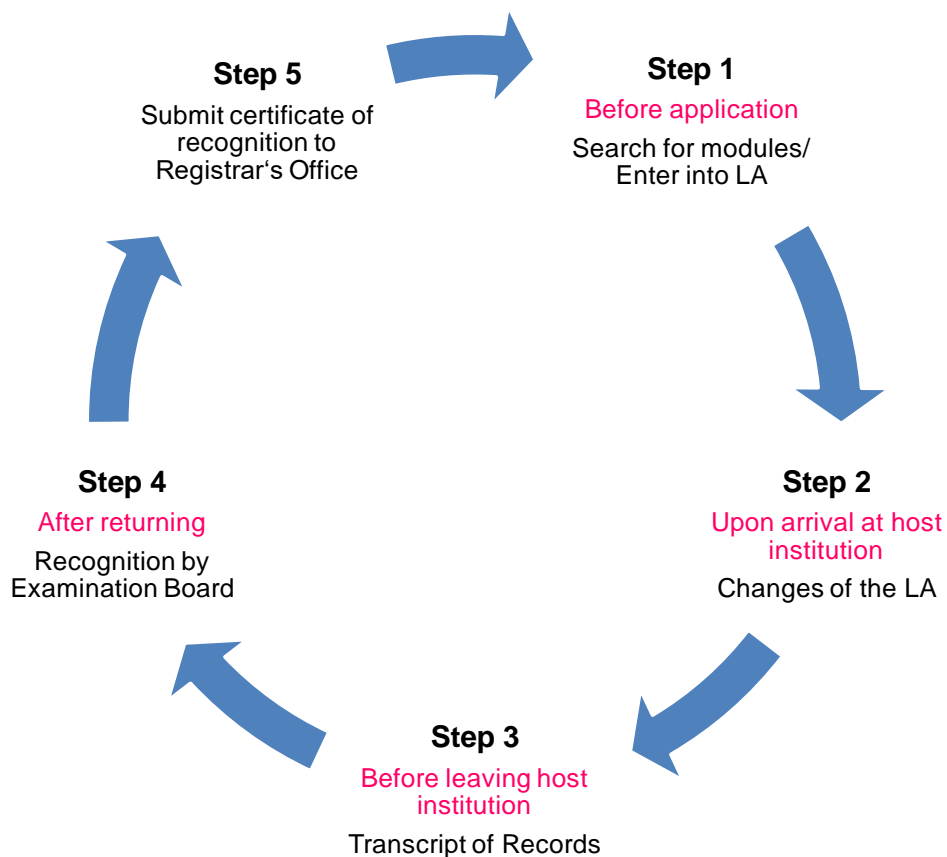 Step 1
Before application
Search for modules/
Enter into LA
Step 2
Upon arrival at host
institution
Changes of the LA
Step 3
Before leaving host
institution
Transcript of Records
Step 4
After returning
Recognition by
Examination Board
Step 5
Submit certificate of
recognition to
Registrar‘s Office